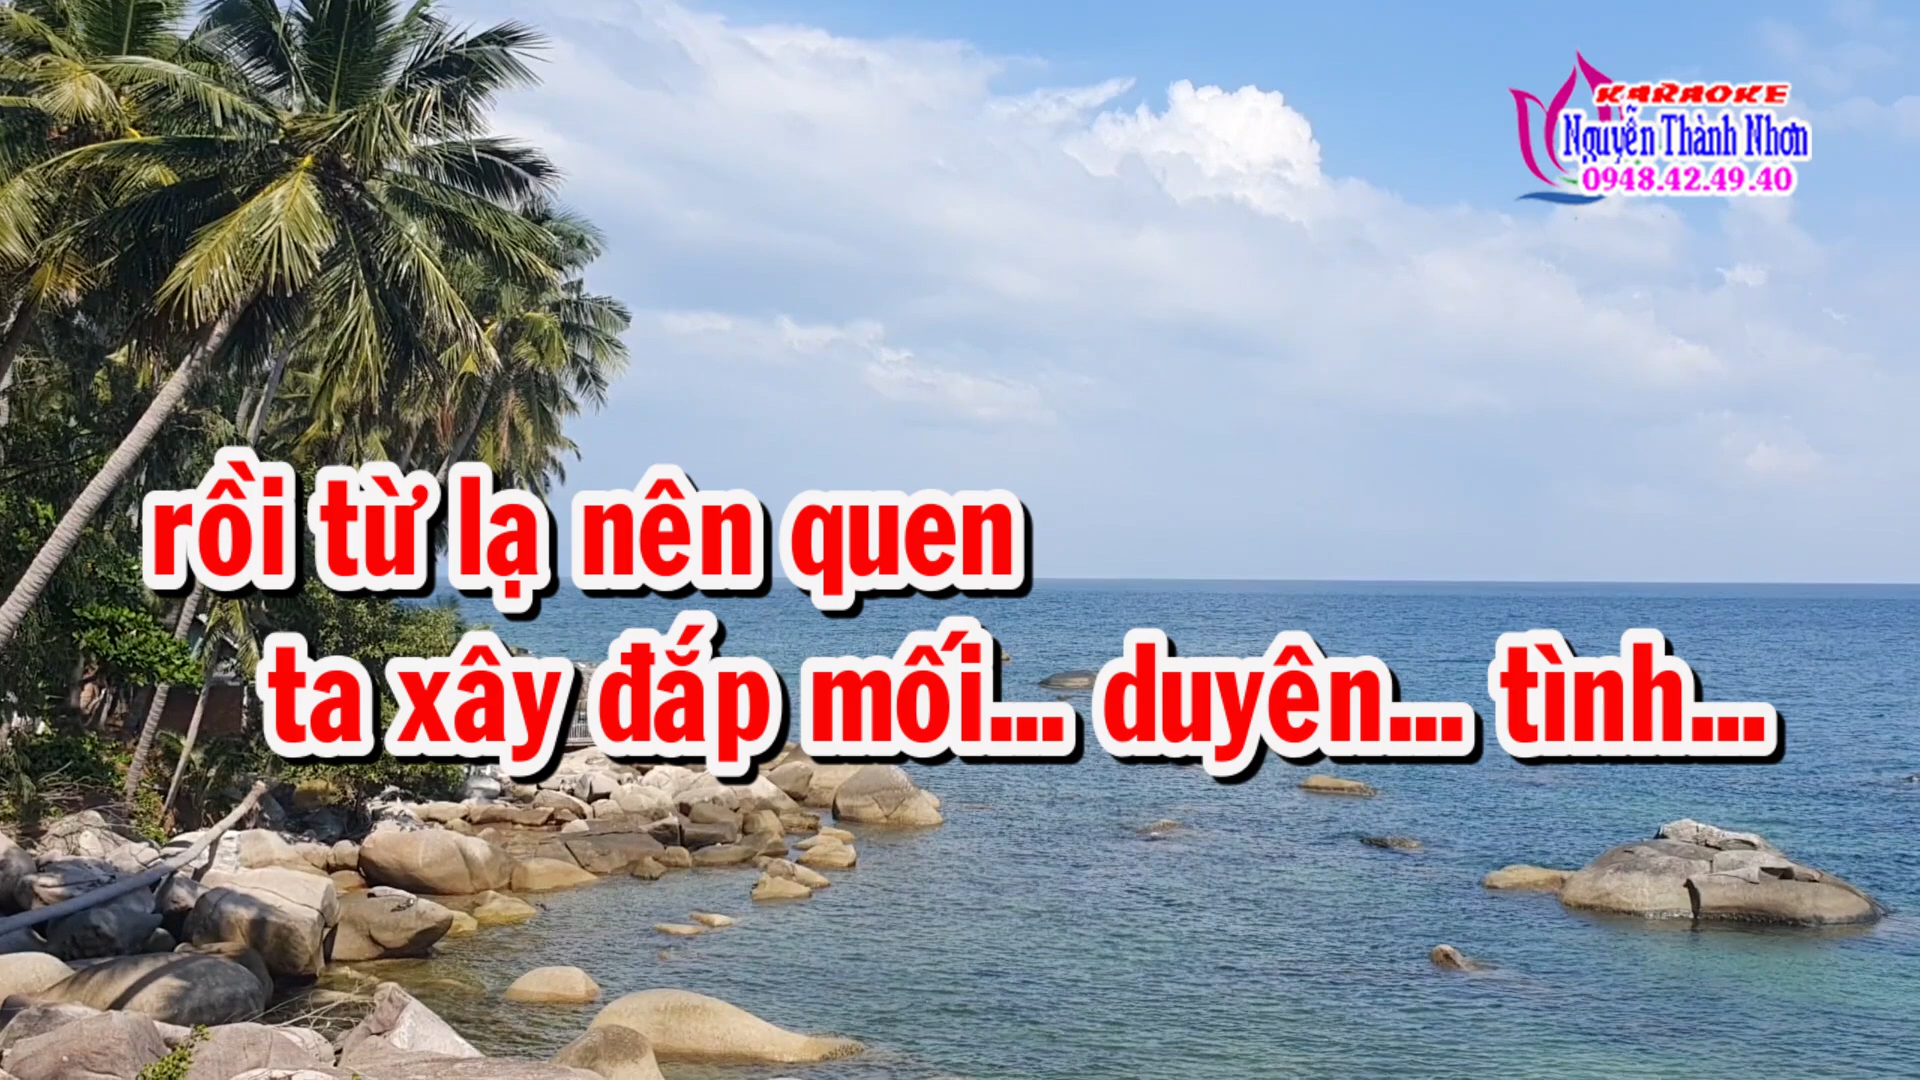 KARAOKE
Nguyễn Thành Nhơn
0948.42.49.40
rồi từ lạ nên quen
ta xây đắp mối... duyên... tình...